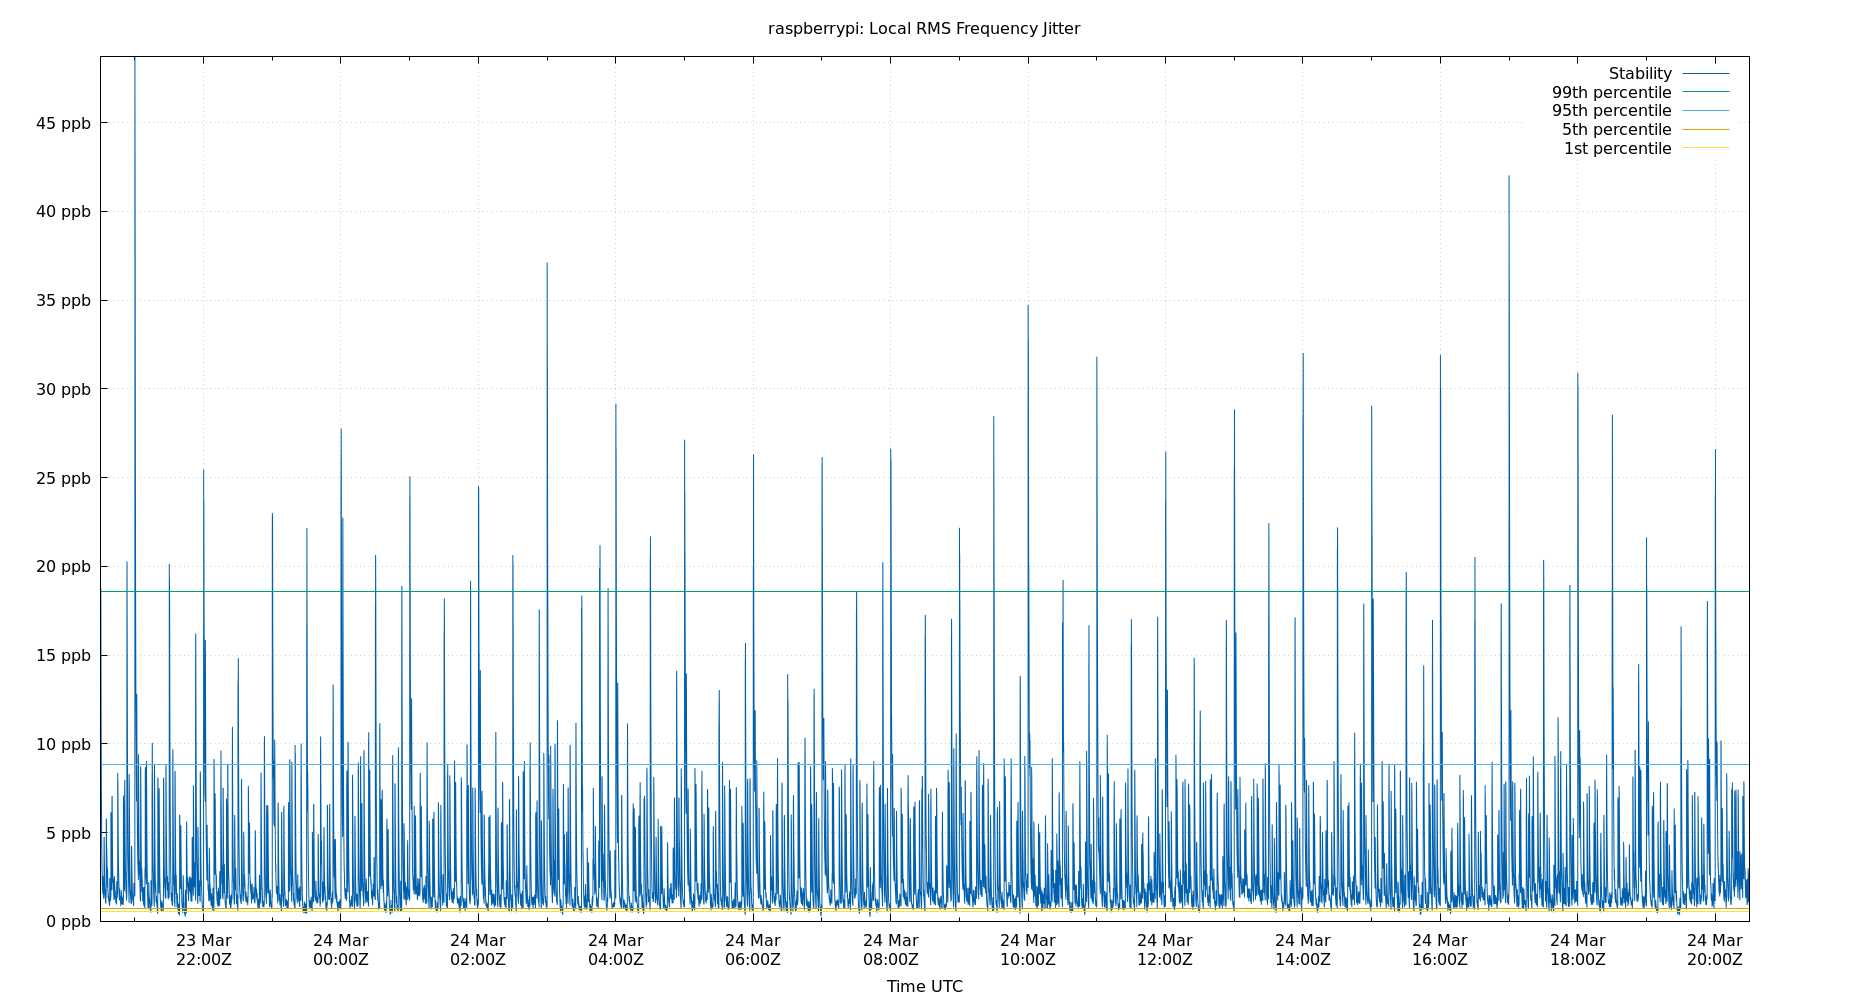 raspberrypi: Local RMS Frequency Jitter
Stability
99th percentile
95th percentile
5th percentile
1st percentile
45 ppb
40 ppb
35 ppb
30 ppb
25 ppb
20 ppb
15 ppb
10 ppb
5 ppb
0 ppb
23 Mar 24 Mar 24 Mar 24 Mar 24 Mar 24 Mar 24 Mar 24 Mar 24 Mar 24 Mar 24 Mar 24 Mar
22:00Z 00:00Z 02:00Z 04:00Z 06:00Z 08:00Z 10:00Z 12:00Z 14:00Z 16:00Z 18:00Z 20:00Z
Time UTC